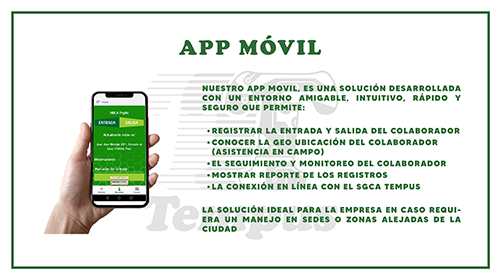 APP MÓVIL
NUESTRO APP MOVIL, ES UNA SOLUCIÓN DESARROLLADA
CON UN ENTORNO AMIGABLE, INTUITIVO, RÁPIDO Y
SEGURO QUE PERMITE:
• REGISTRAR LA ENTRADA Y SALIDA DEL COLABORADOR
• CONOCER LA GEO UBICACIÓN DEL COLABORADOR
(ASISTENCIA EN CAMPO)
• EL SEGUIMIENTO Y MONITOREO DEL COLABORADOR
• MOSTRAR REPORTE DE LOS REGISTROS
• LA CONEXIÓN EN LÍNEA CON EL SGCA TEMPUS
LA SOLUCIÓN IDEAL PARA LA EMPRESA EN CASO REQUI-
ERA UN MANEJO EN SEDES O ZONAS ALEJADAS DE LA
CIUDAD
Tempus
ENTRADA SALIDA